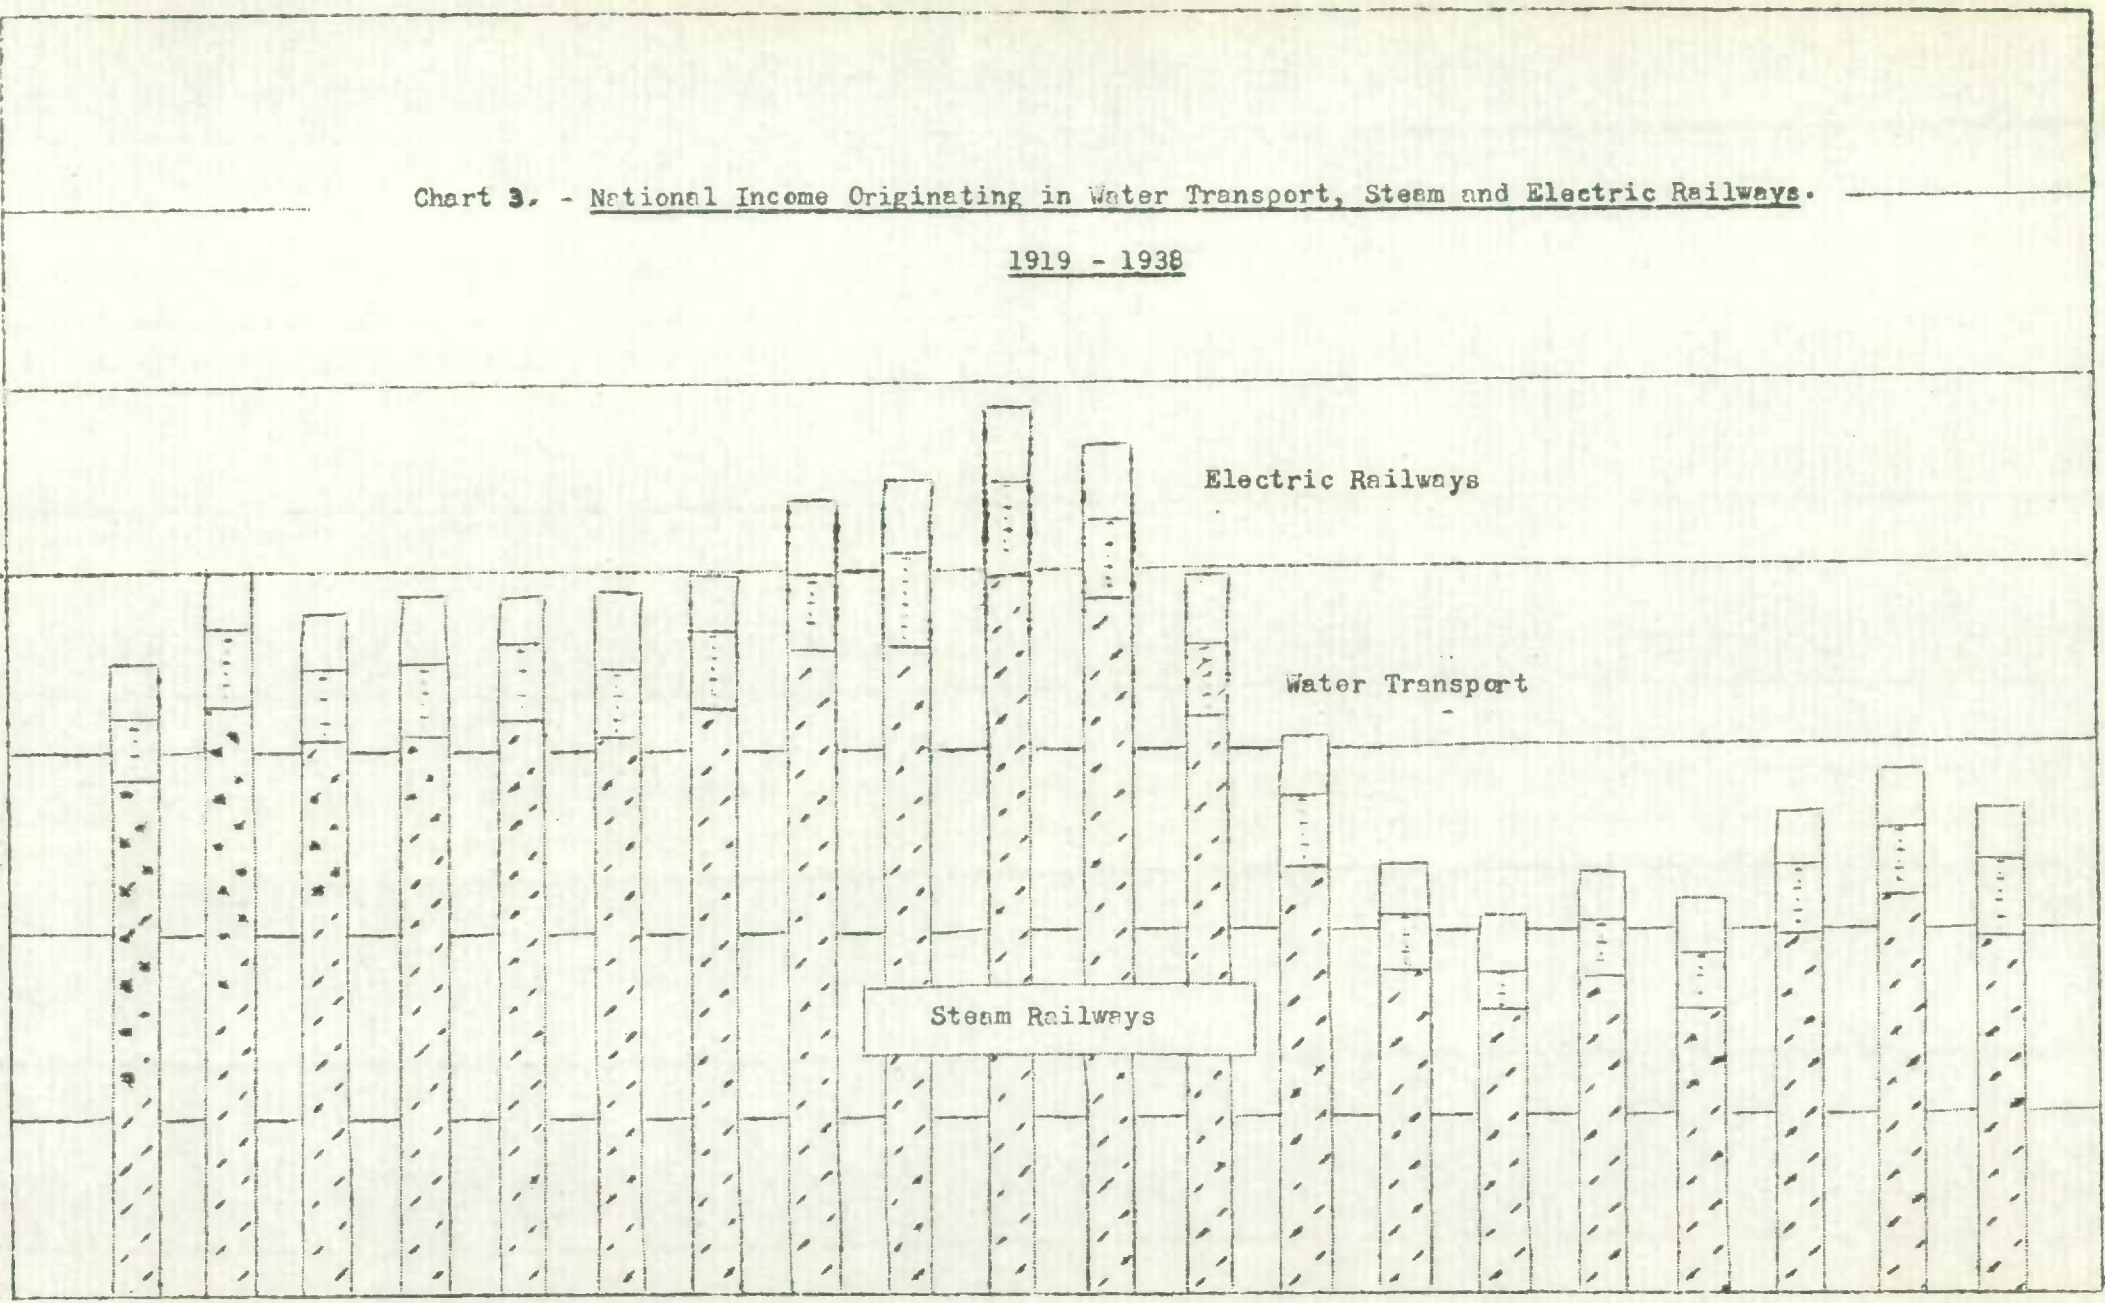 Chart 3. - National Income Originating in Water Transport, Steam and Electric Railways.
1919 - 1938
Electric Railways
Water Transport
Steam Railways